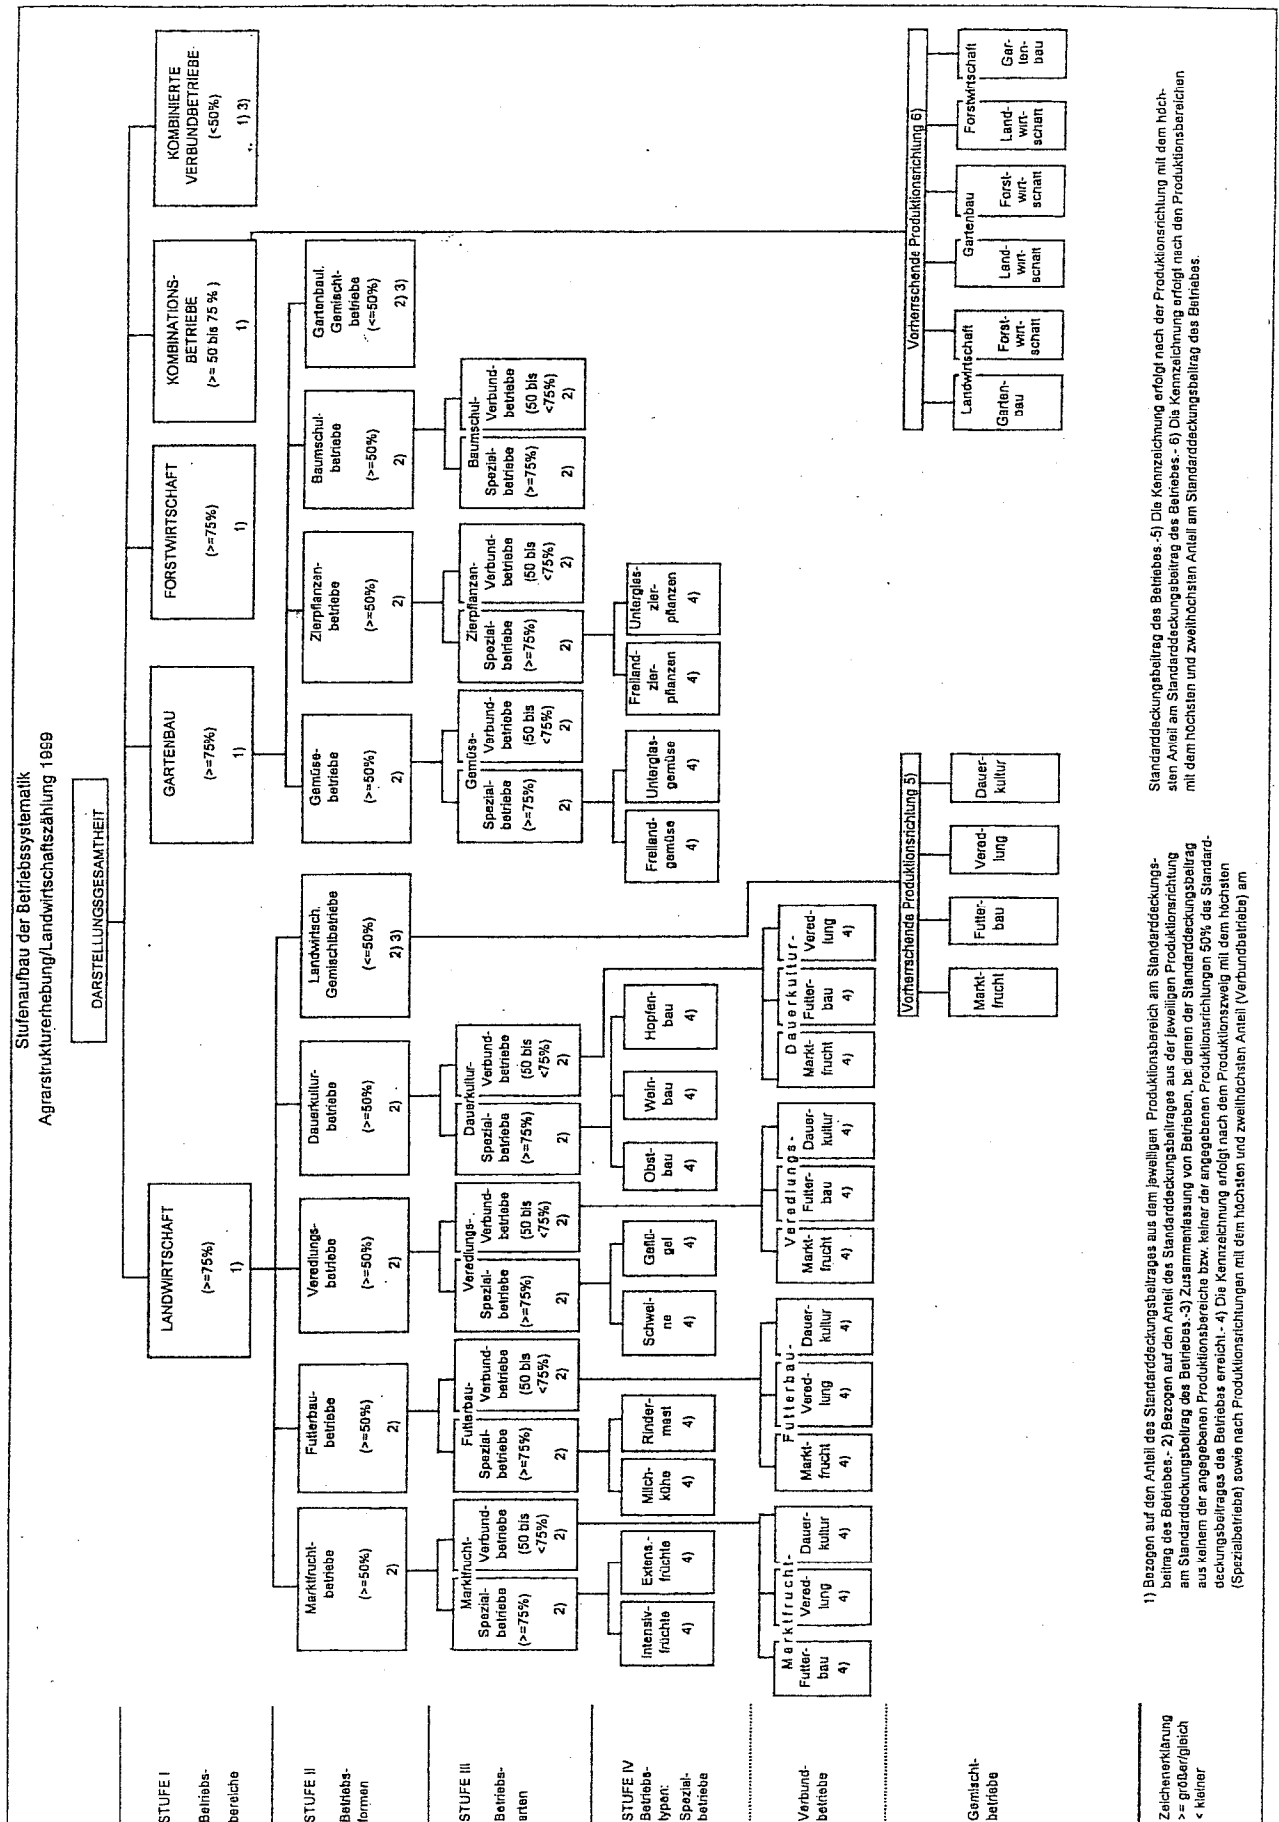 Stufenaufbau der Betriebssystematik
Agrarstrukturerhebung/Landwirtschaftszählung 1999
DARSTELLUNGSGESAMTHEIT
STUFE I
Betriebs-
bereiche
LANDWIRTSCHAFT
(>=75%)
1)
GARTENBAU
(>=75%)
1)
FORSTWIRTSCHAFT
(>=75%)
1)
KOMBINATIONS-
BETRIEBE
(>= 50 bis 75 % )
1)
KOMBINIERTE
VERBUNDBETRIEBE
(<50%)
1) 3)
STUFE II
Betriebs-
formen
Marktfrucht-
betriebe
(>=50%)
2)
Futterbau-
betriebe
(>=50%)
2)
Veredlungs-
betriebe
(>=50%)
2)
Dauerkultur-
betriebe
(>=50%)
2)
Landwirtsch.
Gemischtbetriebe
(<=50%)
2) 3)
Gemüse-
betriebe
(>=50%)
2)
Zierpflanzen-
betriebe
(>=50%)
2)
Baumschul-
betriebe
(>=50%)
2)
Gartenbaul.
Gemischt-
betriebe
(<=50%)
2) 3)
STUFE III
Betriebs-
arten
Marktfrucht-
Spezial-
betriebe
(>=75%)
2)
Verbund-
betriebe
(50 bis
<75%)
2)
Futterbau-
Spezial-
betriebe
(>=75%)
2)
Verbund-
betriebe
(50 bis
<75%)
2)
Veredlungs-
Spezial-
betriebe
(>=75%)
2)
Verbund-
betriebe
(50 bis
<75%)
2)
Dauerkultur-
Spezial-
betriebe
(>=75%)
2)
Verbund-
betriebe
(50 bis
<75%)
2)
Gemüse-
Spezial-
betriebe
(>=75%)
2)
Verbund-
betriebe
(50 bis
<75%)
2)
Zierpflanzen-
Spezial-
betriebe
(>=75%)
2)
Verbund-
betriebe
(50 bis
<75%)
2)
Baumschul-
Spezial-
betriebe
(>=75%)
2)
Verbund-
betriebe
(50 bis
<75%)
2)
STUFE IV
Betriebs-
typen:
Spezial-
betriebe
Intensiv-
früchte
4)
Extens.-
früchte
4)
Milch-
kühe
4)
Rinder-
mast
4)
Schwei-
ne
4)
Geflü-
gel
4)
Obst-
bau
4)
Wein-
bau
4)
Hopfen-
bau
4)
Freiland-
gemüse
4)
Unterglas-
gemüse
4)
Freiland-
zier-
pflanzen
4)
Unterglas-
zier-
pflanzen
4)
Verbund-
betriebe
Marktfrucht-
Futter-
bau
4)
Vered-
lung
4)
Dauer-
kultur
4)
Futterbau-
Markt-
frucht
4)
Vered-
lung
4)
Dauer-
kultur
4)
Veredlungs-
Markt-
frucht
4)
Futter-
bau
4)
Dauer-
kultur
4)
Dauerkultur-
Markt-
frucht
4)
Futter-
bau
4)
Vered-
lung
4)
Gemischt-
betriebe
Vorherrschende Produktionsrichtung 5)
Markt-
frucht
Futter-
bau
Vered-
lung
Dauer-
kultur
Vorherrschende Produktionsrichtung 6)
Landwirtschaft
Garten-
bau
Forst-
wirt-
schaft
Gartenbau
Land-
wirt-
schaft
Forst-
wirt-
schaft
Forstwirtschaft
Land-
wirt-
schaft
Gar-
ten-
bau
Zeichenerklärung
>= größer/gleich
< kleiner
1) Bezogen auf den Anteil des Standarddeckungsbeitrages aus dem jeweiligen Produktionsbereich am Standarddeckungs-
beitrag des Betriebes.- 2) Bezogen auf den Anteil des Standarddeckungsbeitrages aus der jeweiligen Produktionsrichtung
am Standarddeckungsbeitrag des Betriebes.-3) Zusammenfassung von Betrieben, bei denen der Standarddeckungsbeitrag
aus keinem der angegebenen Produktionsbereiche bzw. keiner der angegebenen Produktionsrichtungen 50% des Standard-
deckungsbeitrages des Betriebes erreicht.- 4) Die Kennzeichnung erfolgt nach dem Produktionszweig mit dem höchsten
(Spezialbetriebe) sowie nach Produktionsrichtungen mit dem höchsten und zweithöchsten Anteil (Verbundbetriebe) am
Standarddeckungsbeitrag des Betriebes.-5) Die Kennzeichnung erfolgt nach der Produktionsrichtung mit dem höch-
sten Anteil am Standarddeckungsbeitrag des Betriebes.- 6) Die Kennzeichnung erfolgt nach den Produktionsbereichen
mit dem höchsten und zweithöchsten Anteil am Standarddeckungsbeitrag des Betriebes.